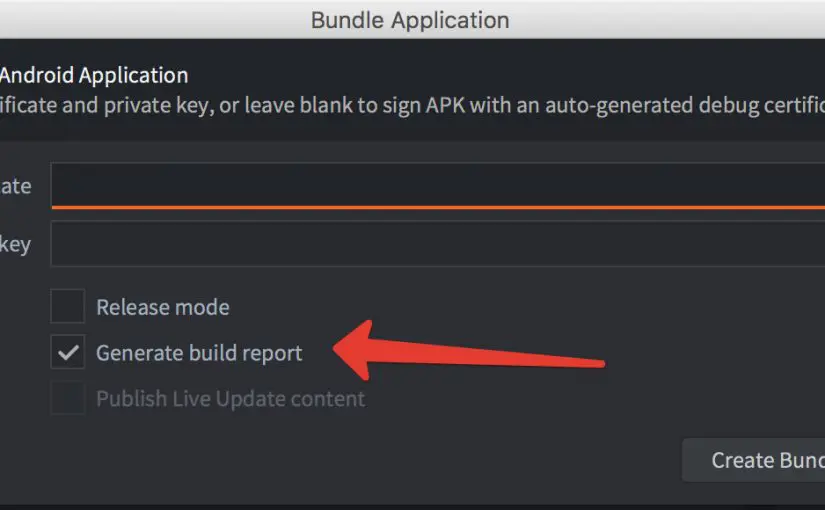 Bundle Application
Android Application
ificate and private key, or leave blank to sign APK with an auto-generated debug certific
ate
key
Release mode
Generate build report
Publish Live Update content
Create Bund